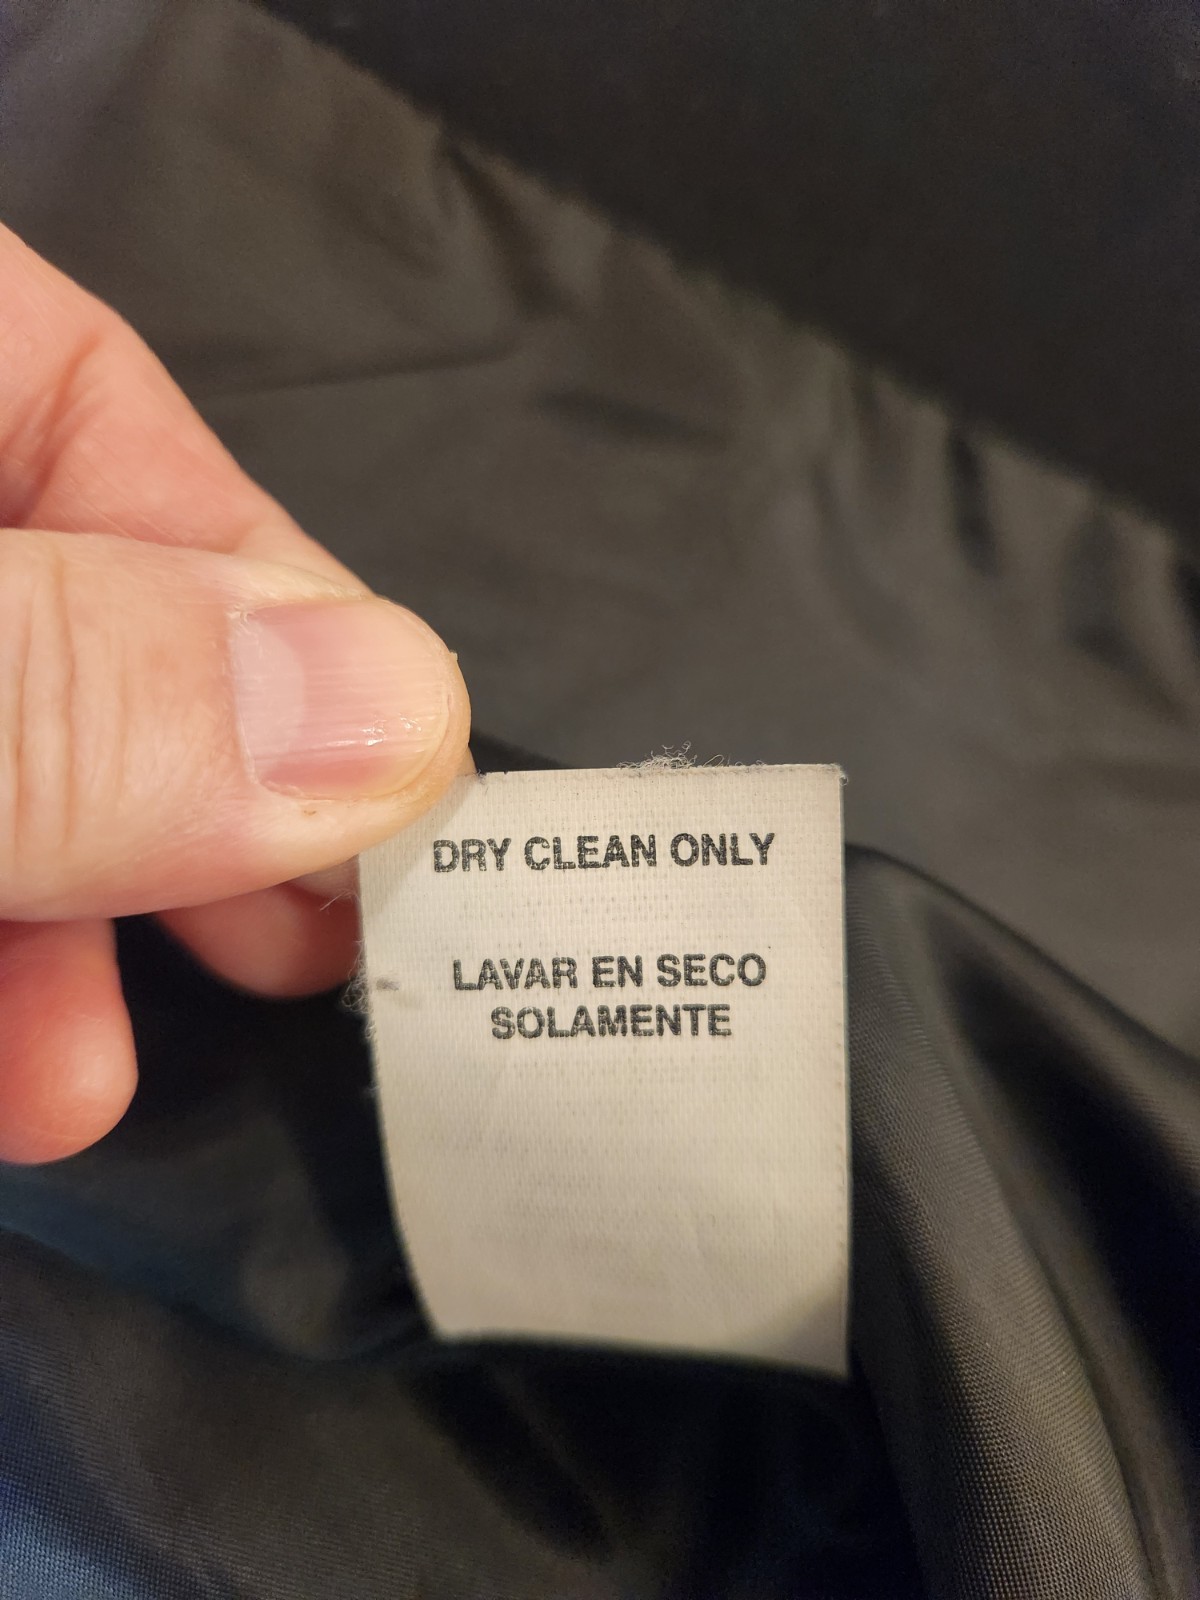 DRY CLEAN ONLY
LAVAR EN SECO
SOLAMENTE